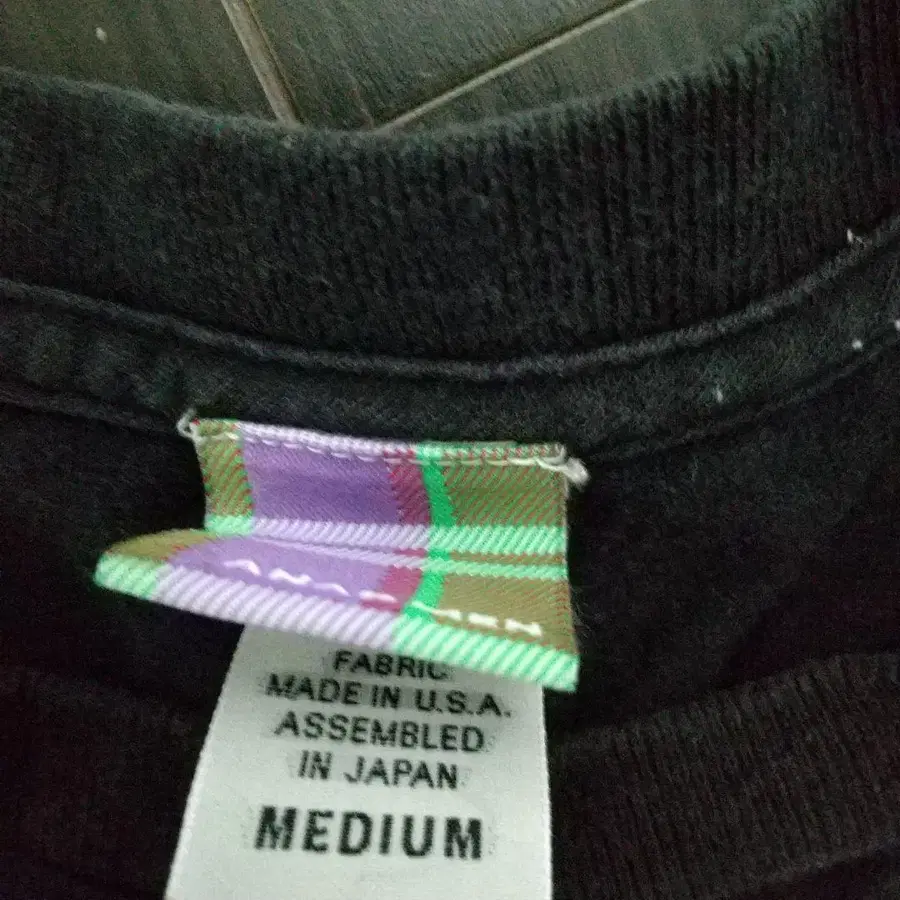 FABRIC
MADE IN U.S.A.
ASSEMBLED
IN JAPAN
MEDIUM